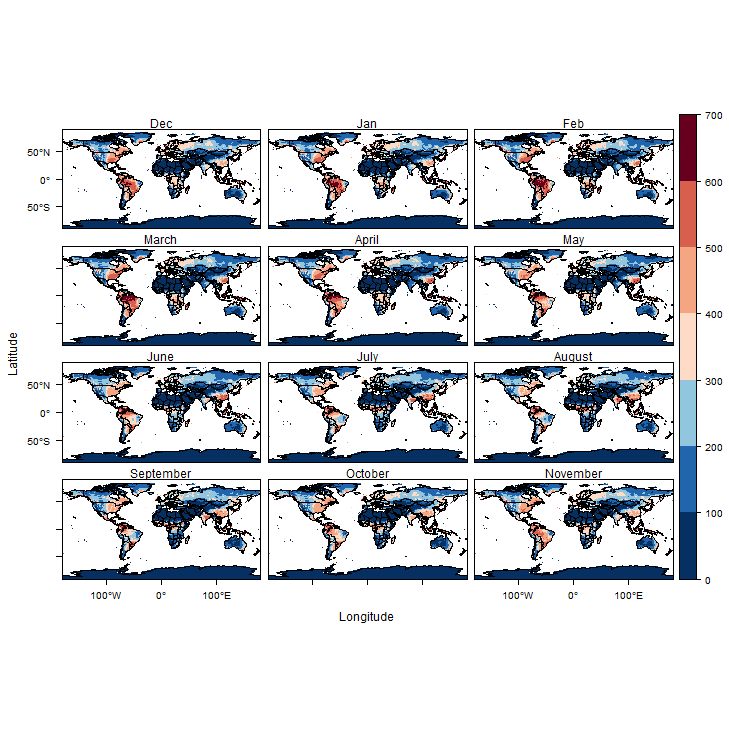 Dec Jan Feb
700
50°N
600
0°
50°S
March April May
500
400
Latitude
June July August
300
50°N
0°
200
50°S
September October November
100
0
100°W 0° 100°E 100°W 0° 100°E
Longitude